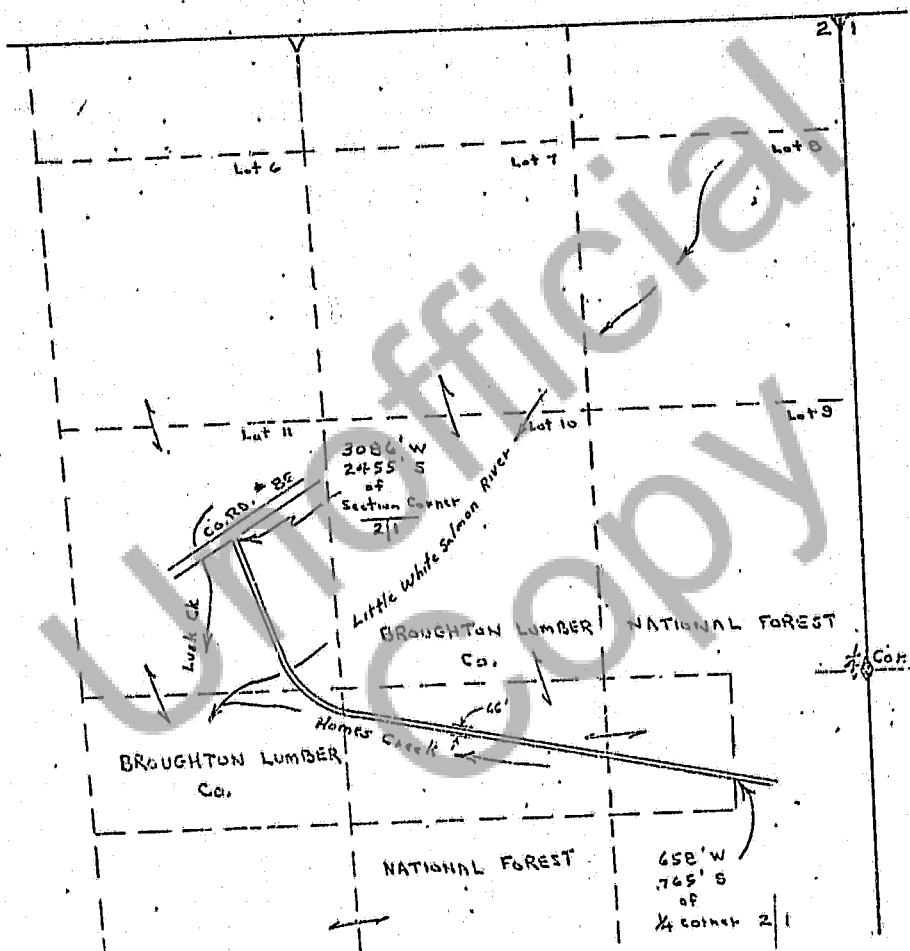 2 1
Lot 6
Lot 7
Lot 8
Lot 11
Lot 10
Lot 9
3086' W
2455' S
of
Section Corner
2|1
CO. RD. # 8E
Little White Salmon River
Lusk Ck
BROUGHTON LUMBER
Co.
NATIONAL FOREST
¼ Cor
66'
Homes Creek
BROUGHTON LUMBER
Co.
NATIONAL FOREST
658' W
765' S
of
¼ corner 2|1
Unofficial
Copy